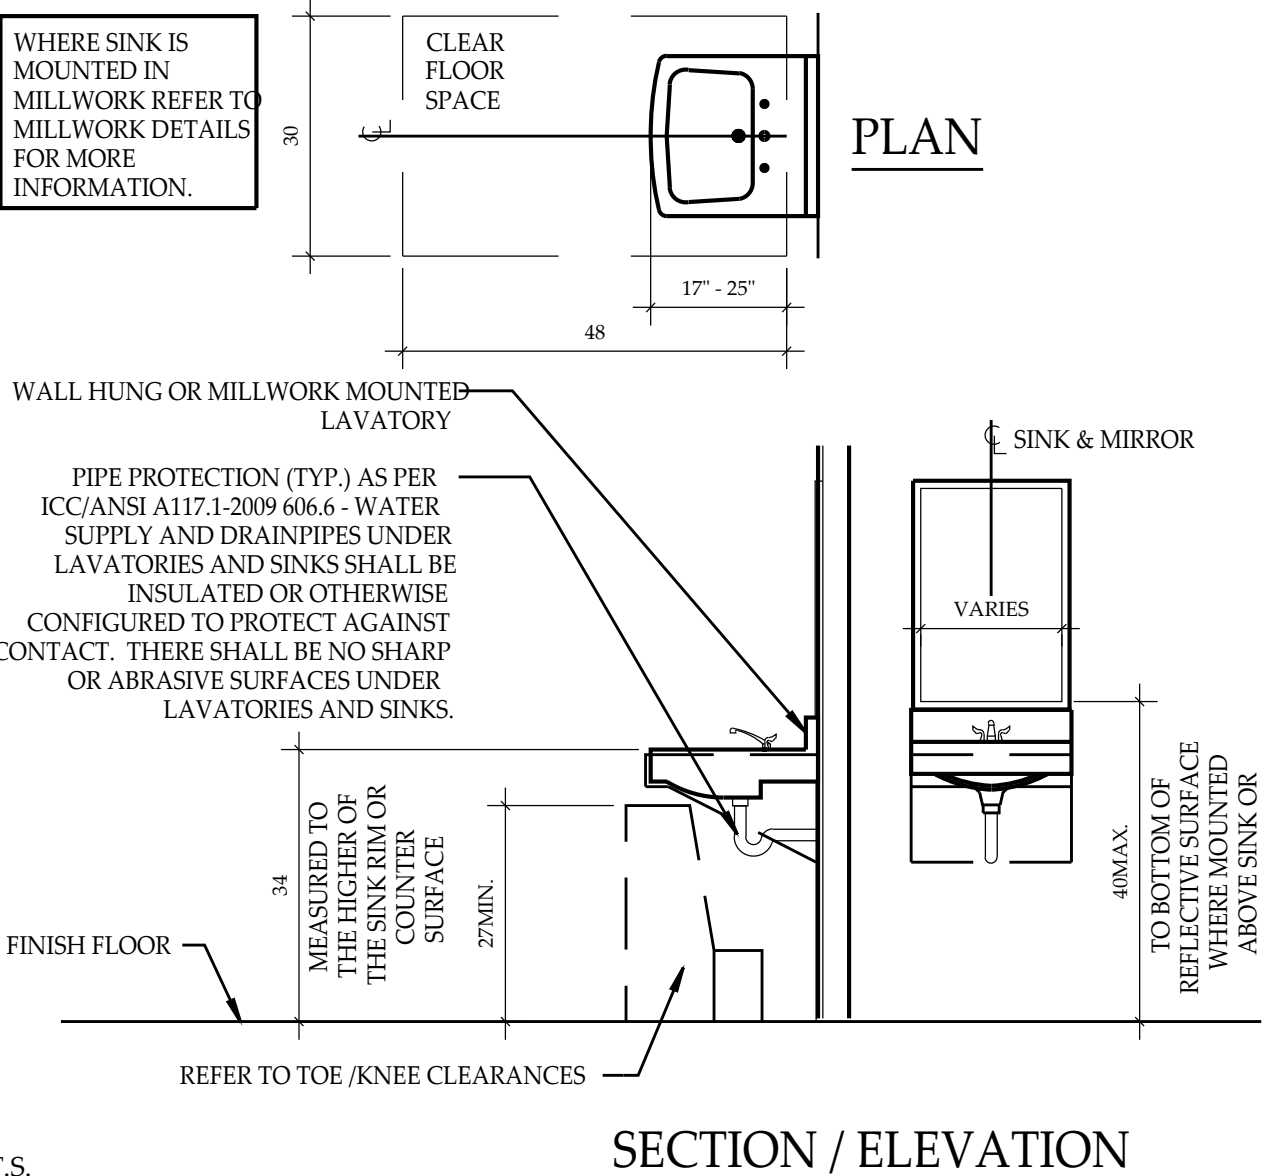 WHERE SINK IS
MOUNTED IN
MILLWORK REFER TO
MILLWORK DETAILS
FOR MORE
INFORMATION.
30
CLEAR
FLOOR
SPACE
CL
PLAN
17" - 25"
48
WALL HUNG OR MILLWORK MOUNTED
LAVATORY
PIPE PROTECTION (TYP.) AS PER
ICC/ANSI A117.1-2009 606.6 - WATER
SUPPLY AND DRAINPIPES UNDER
LAVATORIES AND SINKS SHALL BE
INSULATED OR OTHERWISE
CONFIGURED TO PROTECT AGAINST
CONTACT.  THERE SHALL BE NO SHARP
OR ABRASIVE SURFACES UNDER
LAVATORIES AND SINKS.
CL SINK & MIRROR
VARIES
34
MEASURED TO
THE HIGHER OF
THE SINK RIM OR
COUNTER
SURFACE
27MIN.
40MAX.
TO BOTTOM OF
REFLECTIVE SURFACE
WHERE MOUNTED
ABOVE SINK OR
FINISH FLOOR
REFER TO TOE /KNEE CLEARANCES
SECTION / ELEVATION
T.S.